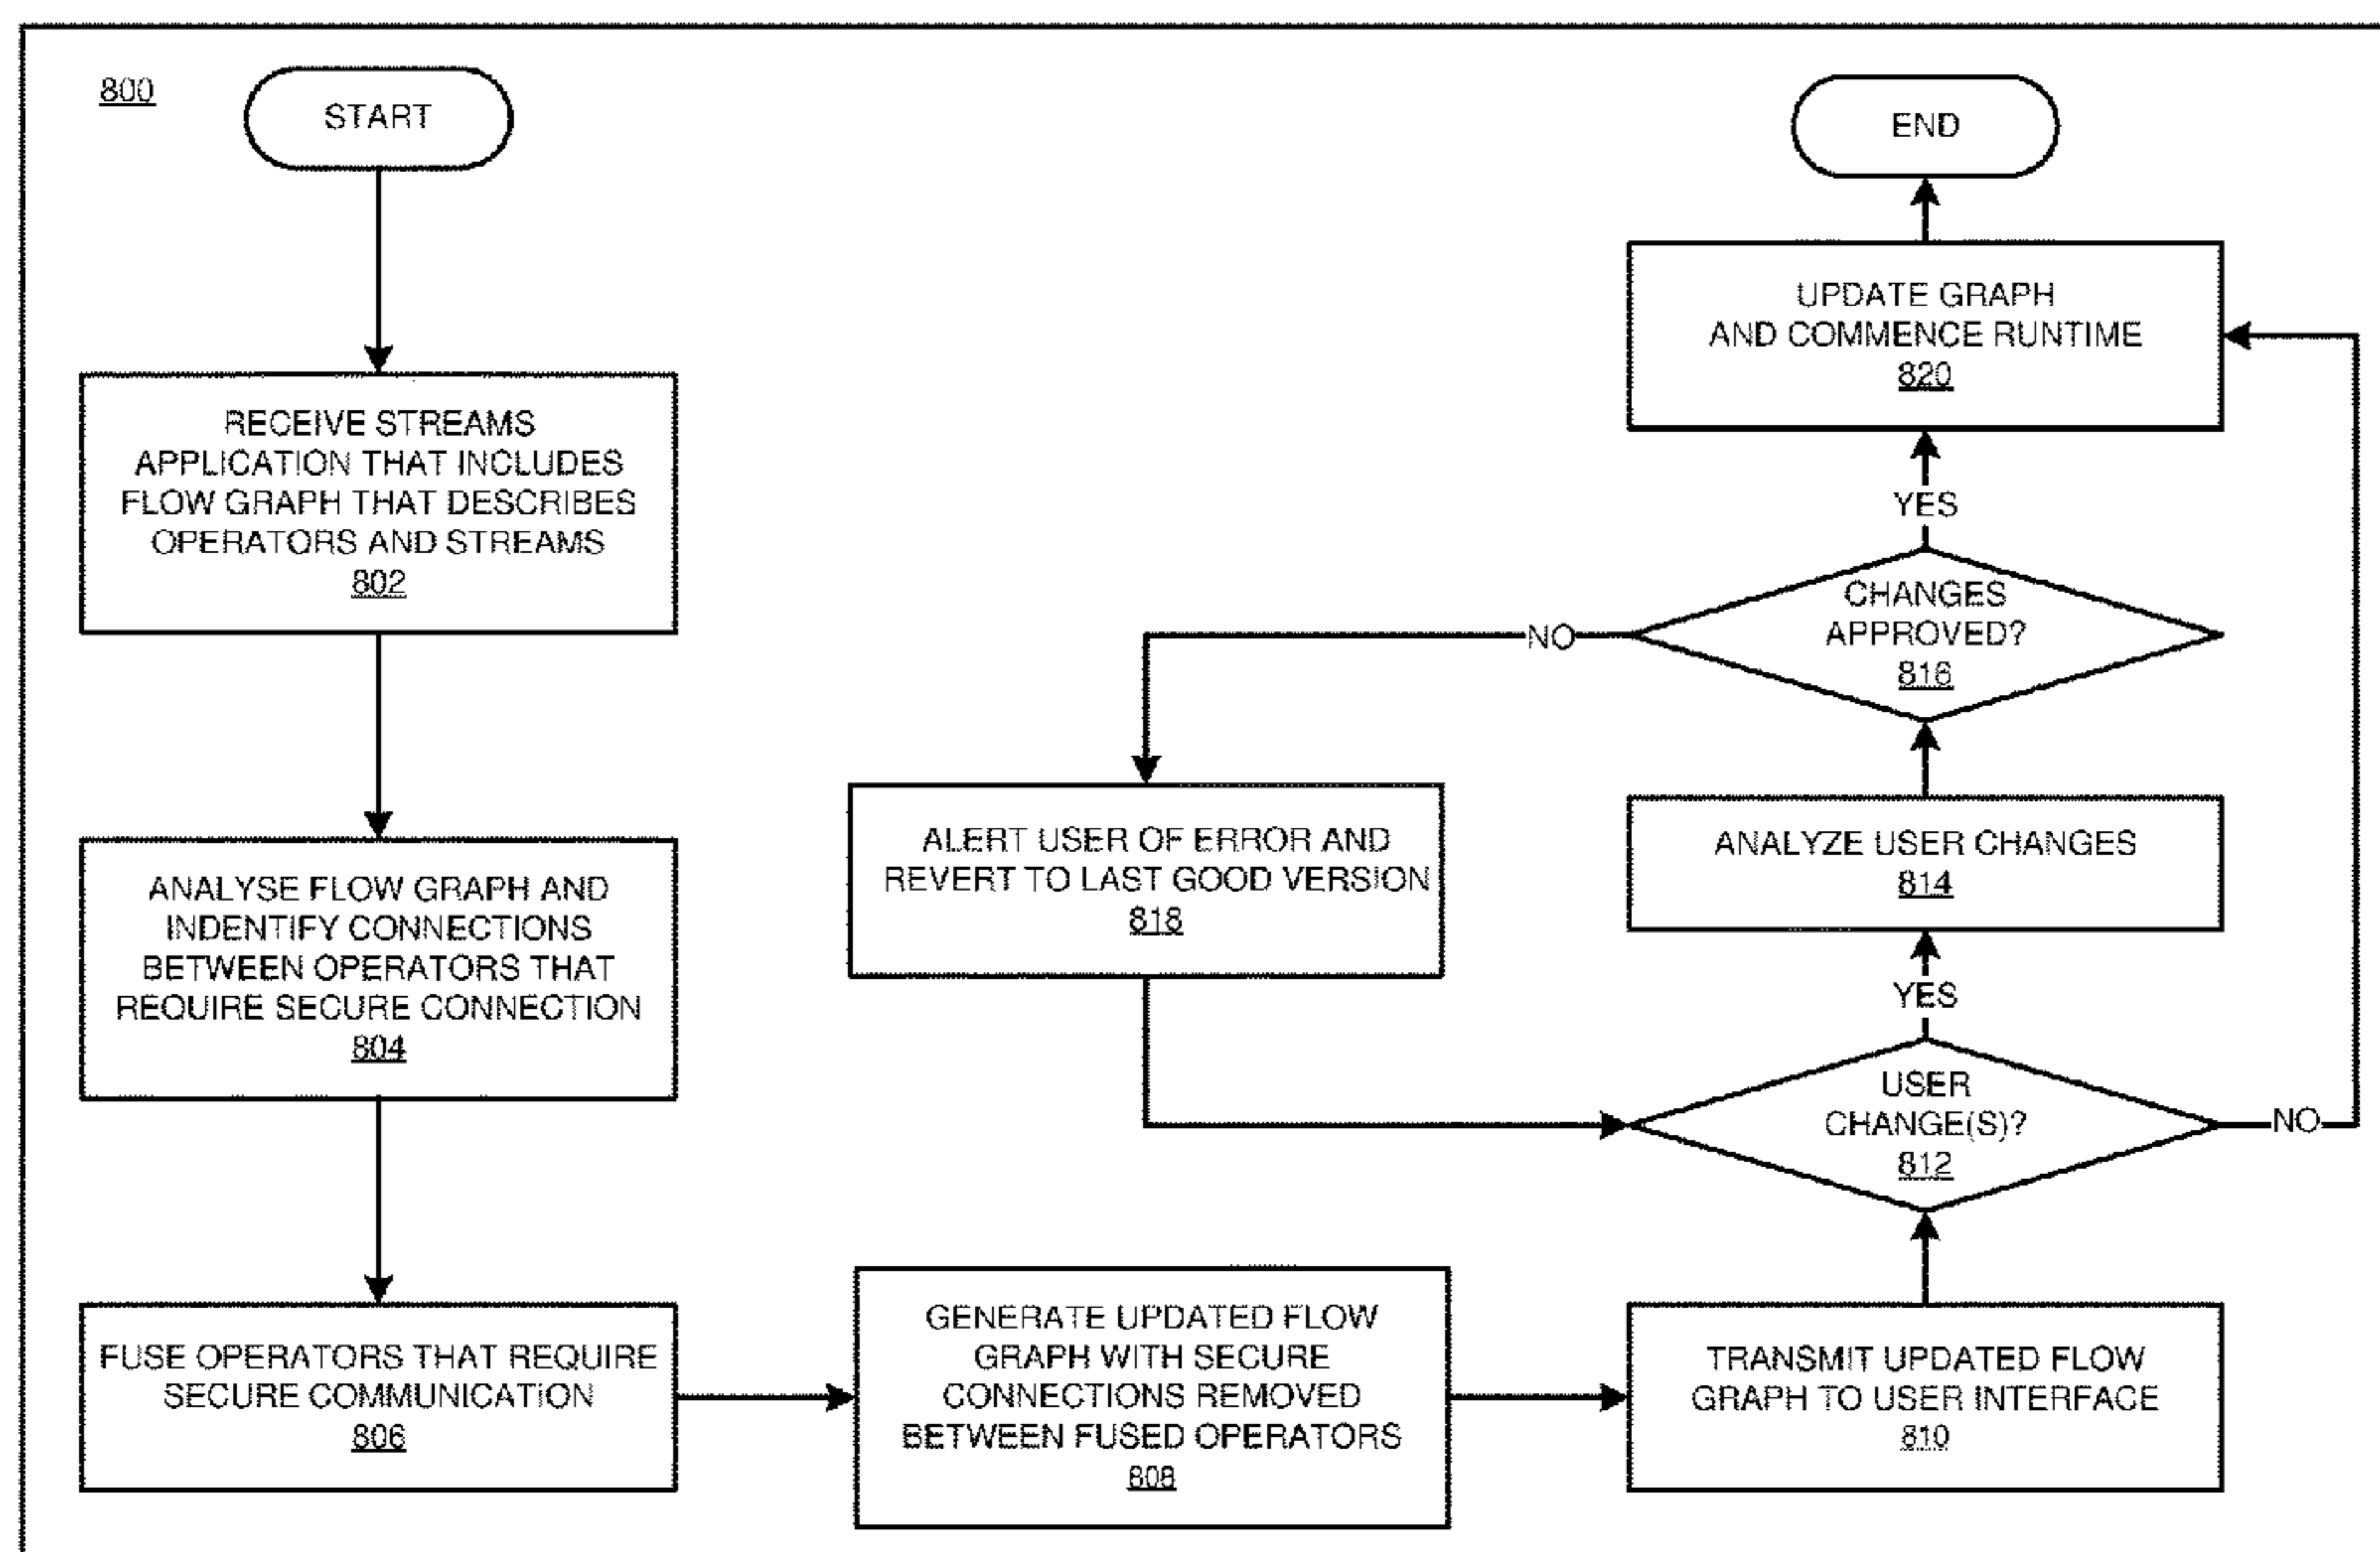 800
START
RECEIVE STREAMS
APPLICATION THAT INCLUDES
FLOW GRAPH THAT DESCRIBES
OPERATORS AND STREAMS
802
ANALYSE FLOW GRAPH AND
INDENTIFY CONNECTIONS
BETWEEN OPERATORS THAT
REQUIRE SECURE CONNECTION
804
FUSE OPERATORS THAT REQUIRE
SECURE COMMUNICATION
806
GENERATE UPDATED FLOW
GRAPH WITH SECURE
CONNECTIONS REMOVED
BETWEEN FUSED OPERATORS
808
TRANSMIT UPDATED FLOW
GRAPH TO USER INTERFACE
810
USER
CHANGE(S)?
812
NO
YES
ANALYZE USER CHANGES
814
CHANGES
APPROVED?
816
NO
ALERT USER OF ERROR AND
REVERT TO LAST GOOD VERSION
818
YES
UPDATE GRAPH
AND COMMENCE RUNTIME
820
END